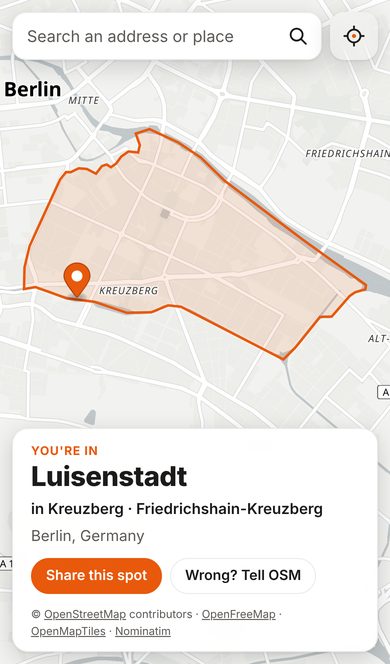 Search an address or place
Berlin
MITTE
FRIEDRICHSHAIN
KREUZBERG
ALT-
A
YOU'RE IN
Luisenstadt
in Kreuzberg · Friedrichshain-Kreuzberg
Berlin, Germany
A 1
Share this spot
Wrong? Tell OSM
© OpenStreetMap contributors · OpenFreeMap ·
OpenMapTiles · Nominatim